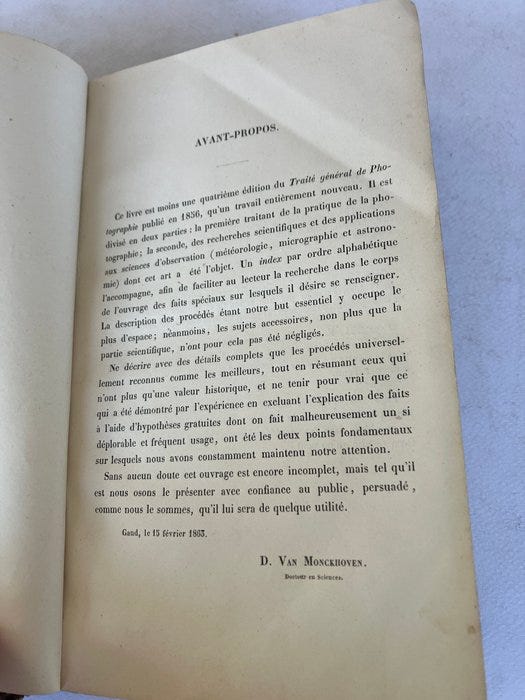 AVANT-PROPOS.
Ce livre est moins une quatrième édition du Traité général de Pho-
tographie publié en 1856, qu'un travail entièrement nouveau. Il est
divisé en deux parties : la première traitant de la pratique de la pho-
tographie ; la seconde, des recherches scientifiques et des applications
aux sciences d'observation (météorologie, micrographie et astrono-
mie) dont cet art a été l'objet. Un index par ordre alphabétique
l'accompagne, afin de faciliter au lecteur la recherche dans le corps
de l'ouvrage des faits spéciaux sur lesquels il désire se renseigner.
La description des procédés étant notre but essentiel y occupe le
plus d'espace ; néanmoins, les sujets accessoires, non plus que la
partie scientifique, n'ont pour cela pas été négligés.
Ne décrire avec des détails complets que les procédés universel-
lement reconnus comme les meilleurs, tout en résumant ceux qui
n'ont plus qu'une valeur historique, et ne tenir pour vrai que ce
qui a été démontré par l'expérience en excluant l'explication des faits
à l'aide d'hypothèses gratuites dont on fait malheureusement un si
déplorable et fréquent usage, ont été les deux points fondamentaux
sur lesquels nous avons constamment maintenu notre attention.
Sans aucun doute cet ouvrage est encore incomplet, mais tel qu'il
est nous osons le présenter avec confiance au public, persuadé,
comme nous le sommes, qu'il lui sera de quelque utilité.
Gand, le 15 février 1863.
D. Van Monckhoven.
Docteur en Sciences.